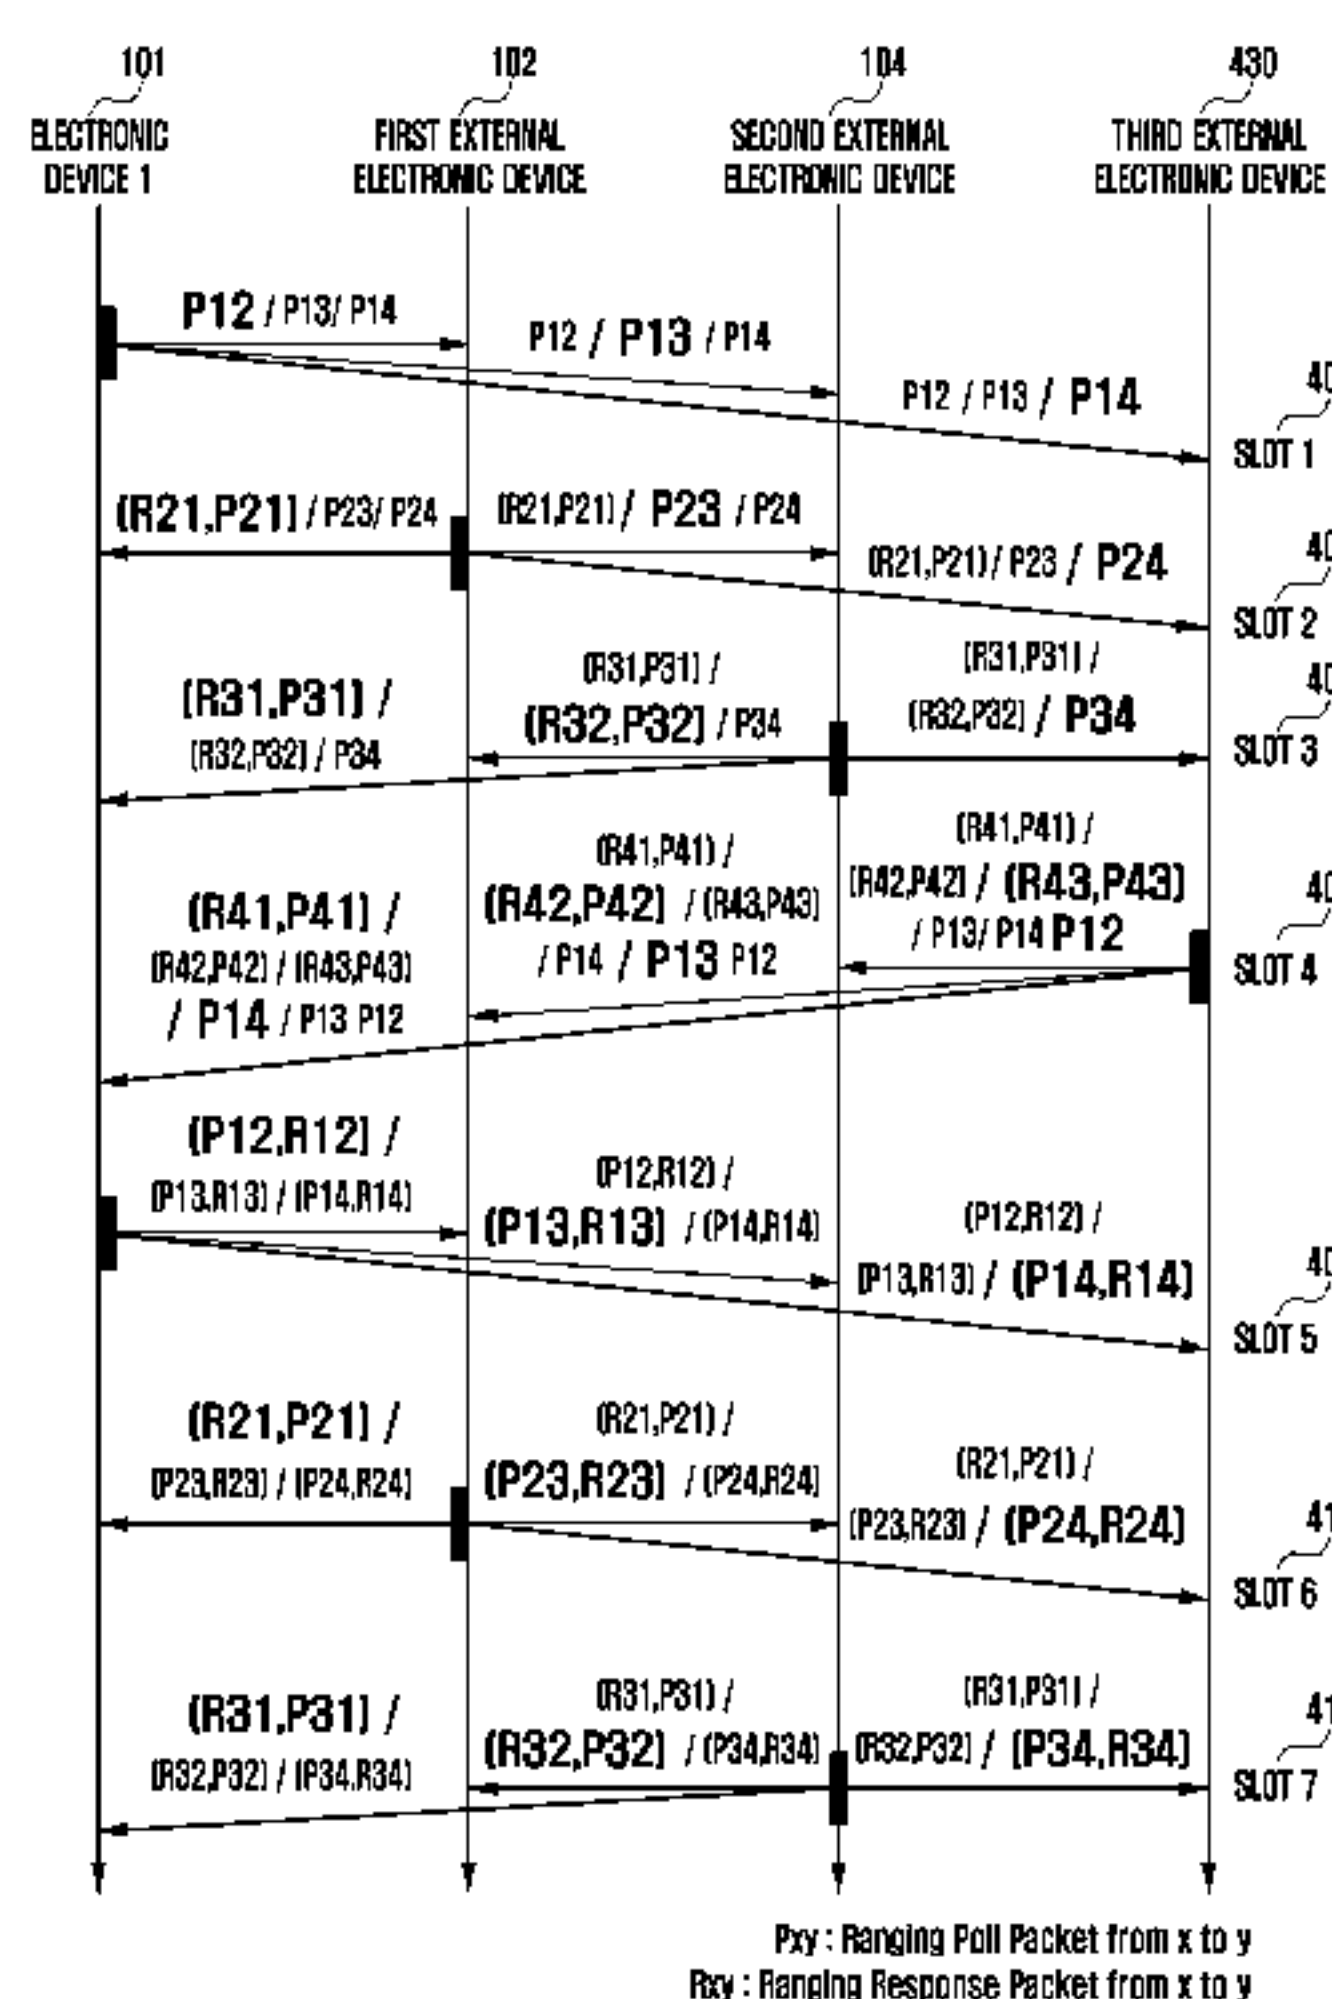 101
102
104
430
ELECTRONIC
DEVICE 1
FIRST EXTERNAL
ELECTRONIC DEVICE
SECOND EXTERNAL
ELECTRONIC DEVICE
THIRD EXTERNAL
ELECTRONIC DEVICE
P12 / P13/ P14
P12 / P13 / P14
P12 / P13 / P14
40
SLOT 1
(R21,P21) / P23/ P24
(R21,P21) / P23 / P24
(R21,P21) / P23 / P24
40
SLOT 2
(R31,P31) /
(R32,P32) / P34
(R31,P31) /
(R32,P32) / P34
(R31,P31) /
(R32,P32) / P34
40
SLOT 3
(R41,P41) /
(R42,P42) / (R43,P43)
/ P14 / P13 P12
(R41,P41) /
(R42,P42) / (R43,P43)
/ P14 / P13 P12
(R41,P41) /
(R42,P42) / (R43,P43)
/ P13/ P14 P12
40
SLOT 4
(P12,R12) /
(P13,R13) / (P14,R14)
(P12,R12) /
(P13,R13) / (P14,R14)
(P12,R12) /
(P13,R13) / (P14,R14)
40
SLOT 5
(R21,P21) /
(P23,R23) / (P24,R24)
(R21,P21) /
(P23,R23) / (P24,R24)
(R21,P21) /
(P23,R23) / (P24,R24)
41
SLOT 6
(R31,P31) /
(R32,P32) / (P34,R34)
(R31,P31) /
(R32,P32) / (P34,R34)
(R31,P31) /
(R32,P32) / (P34,R34)
41
SLOT 7
Pxy : Ranging Poll Packet from x to y
Rxy : Ranging Response Packet from x to y